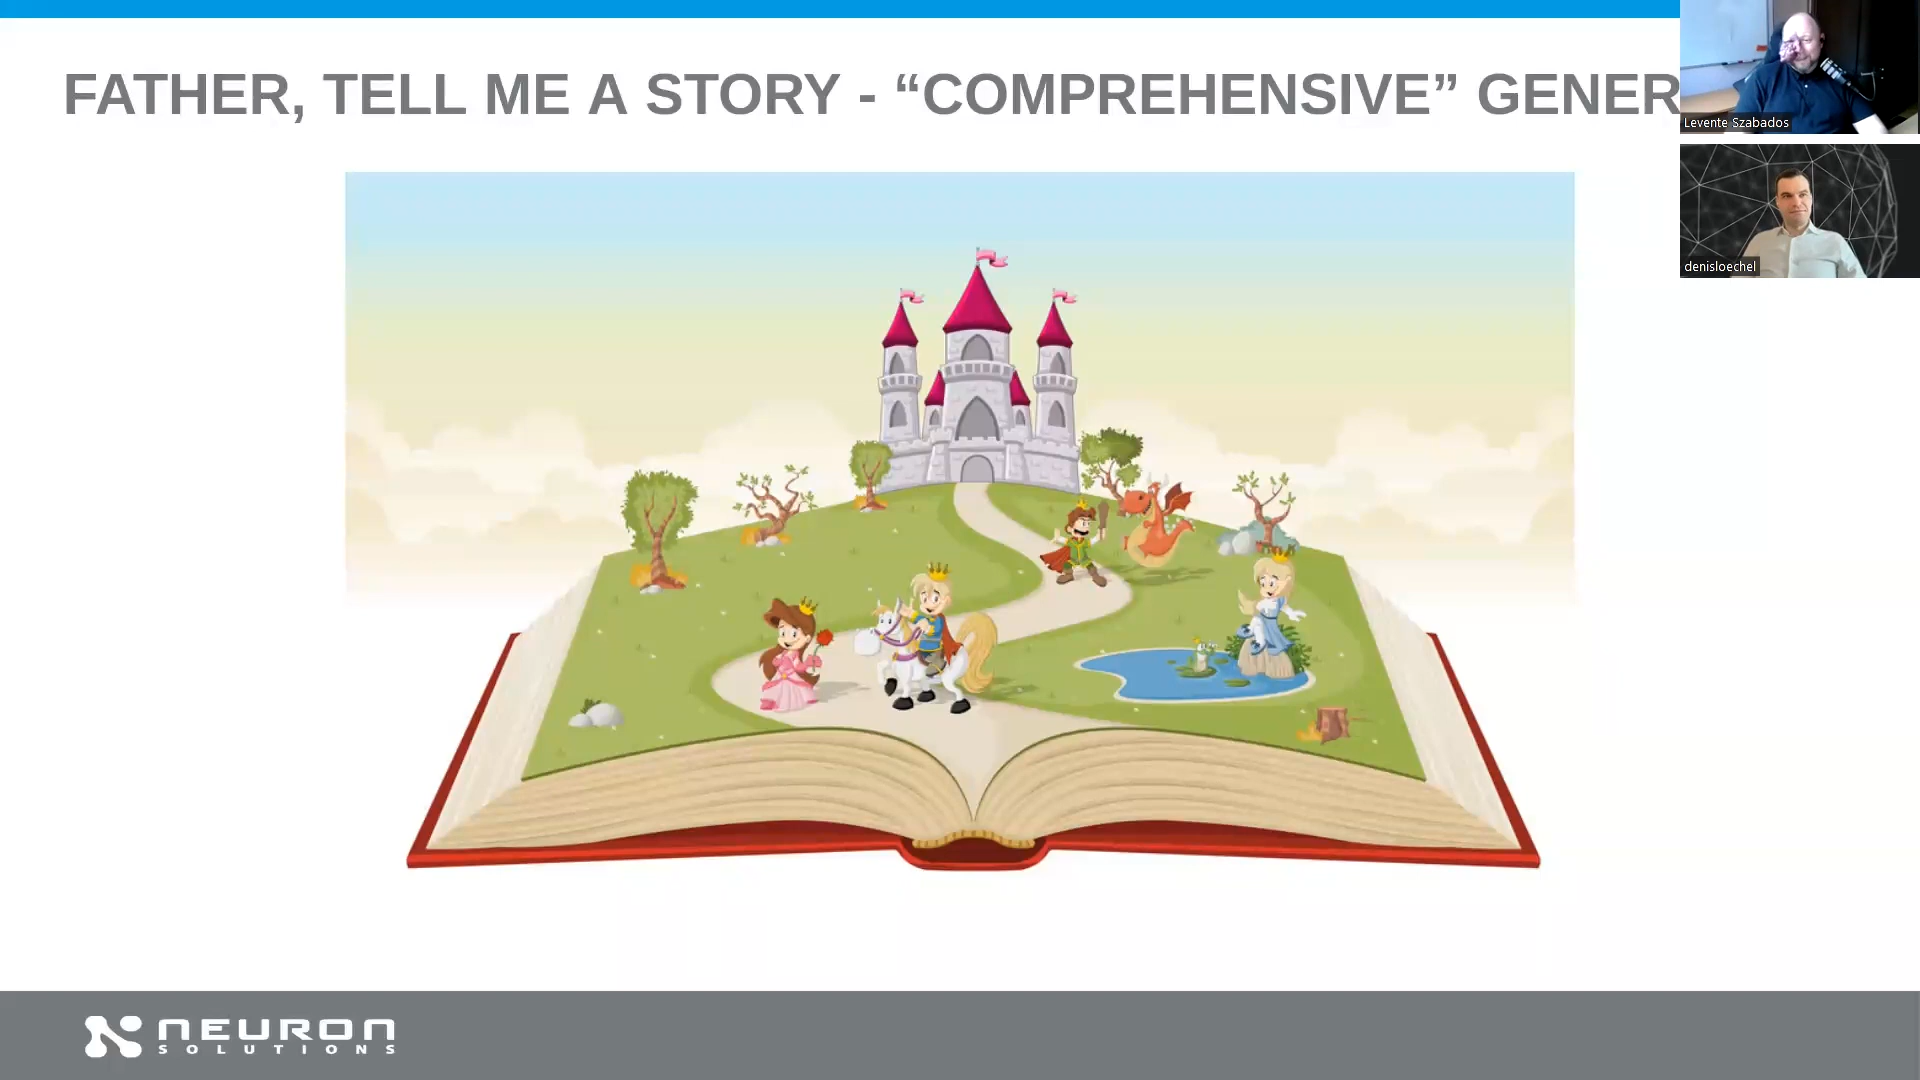 FATHER, TELL ME A STORY - “COMPREHENSIVE” GENER
Levente Szabados
denisloechel
NEURON
SOLUTIONS